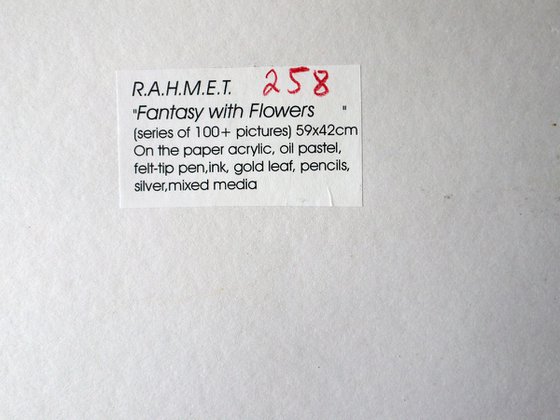 R.A.H.M.E.T. 258
"Fantasy with Flowers "
(series of 100+ pictures) 59x42cm
On the paper acrylic, oil pastel,
felt-tip pen,ink, gold leaf, pencils,
silver,mixed media